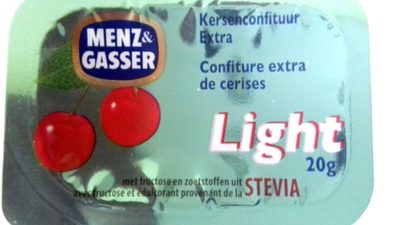 MENZ&
GASSER
Kersenconfituur
Extra
Confiture extra
de cerises
Light
20g
met fructose en zoetstoffen uit
avec fructose et édulcorant provenant de la
STEVIA